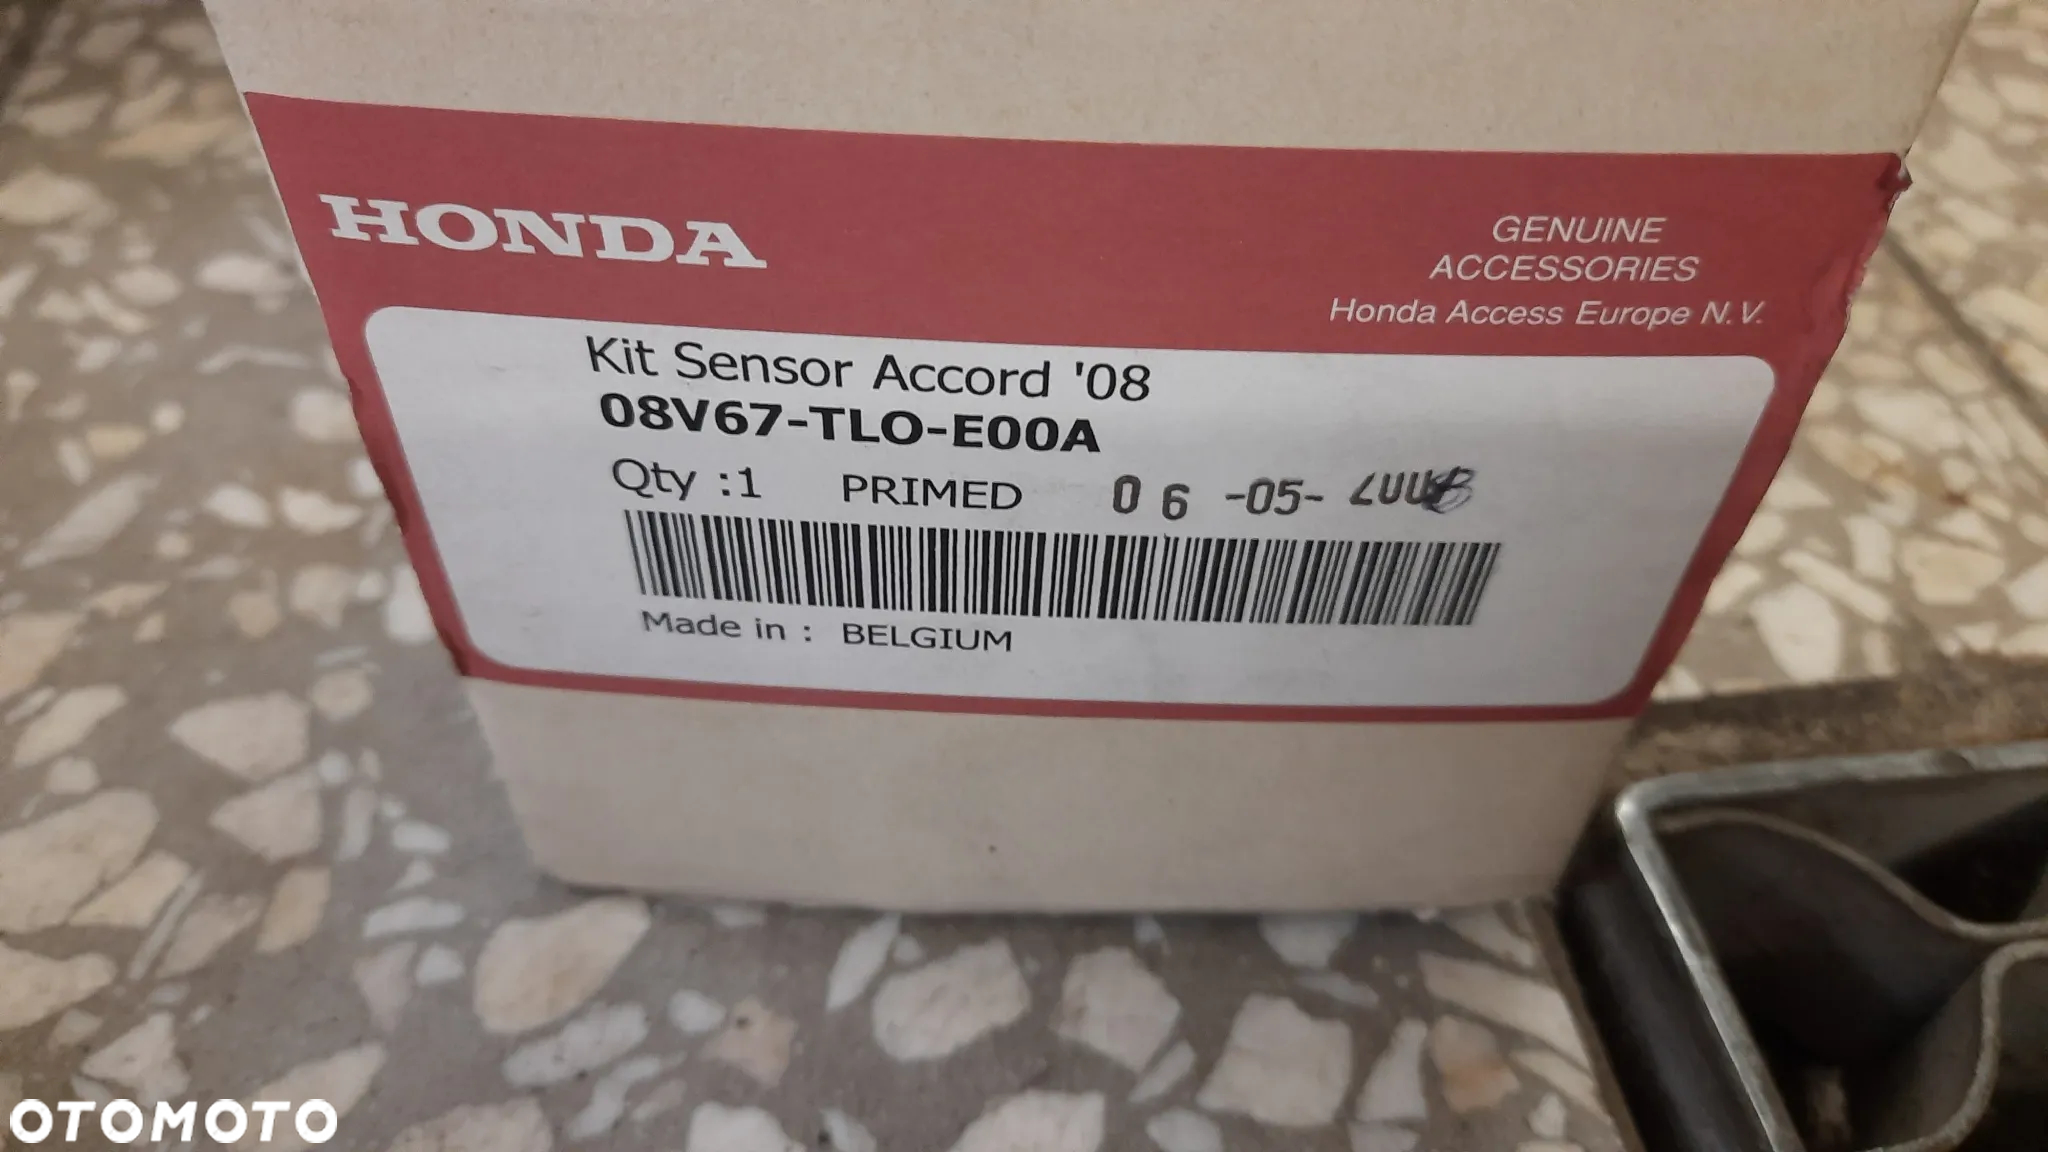 HONDA
GENUINE
ACCESSORIES
Honda Access Europe N.V.
Kit Sensor Accord '08
08V67-TLO-E00A
Qty :1 PRIMED 06 -05-
Made in : BELGIUM
OTOMOTO